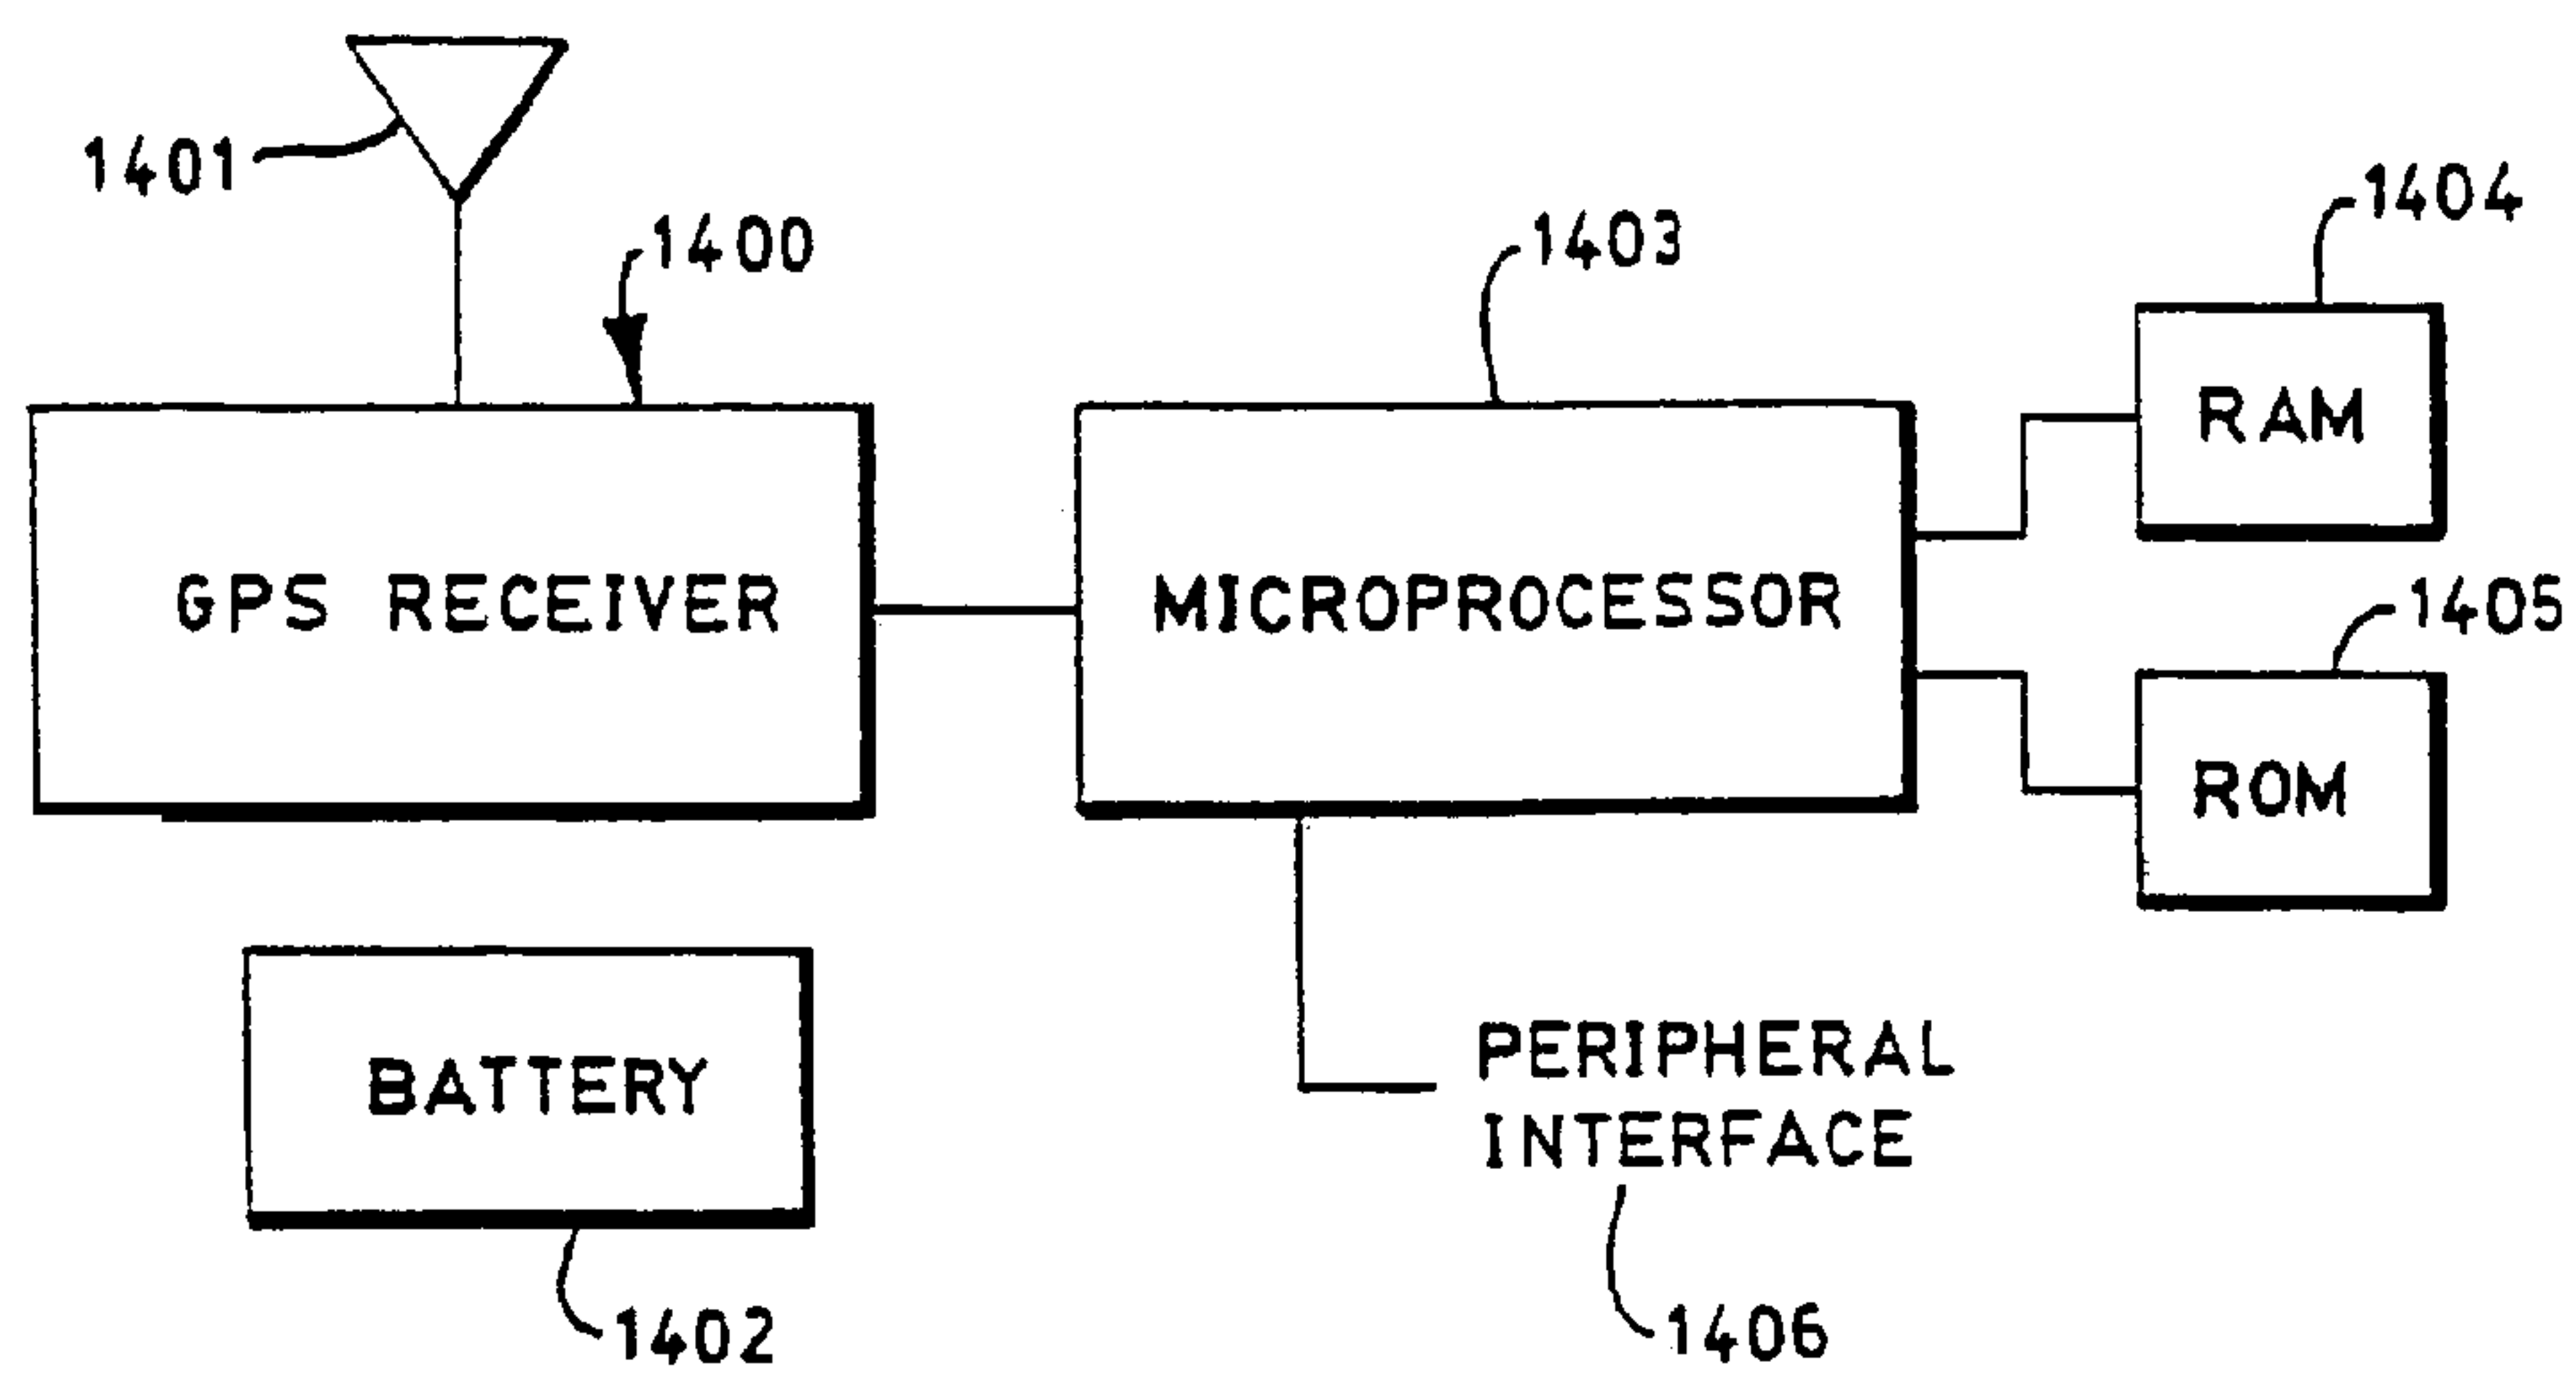 1401
1400
1403
1404
RAM
GPS RECEIVER
MICROPROCESSOR
1405
ROM
BATTERY
PERIPHERAL
INTERFACE
1402
1406